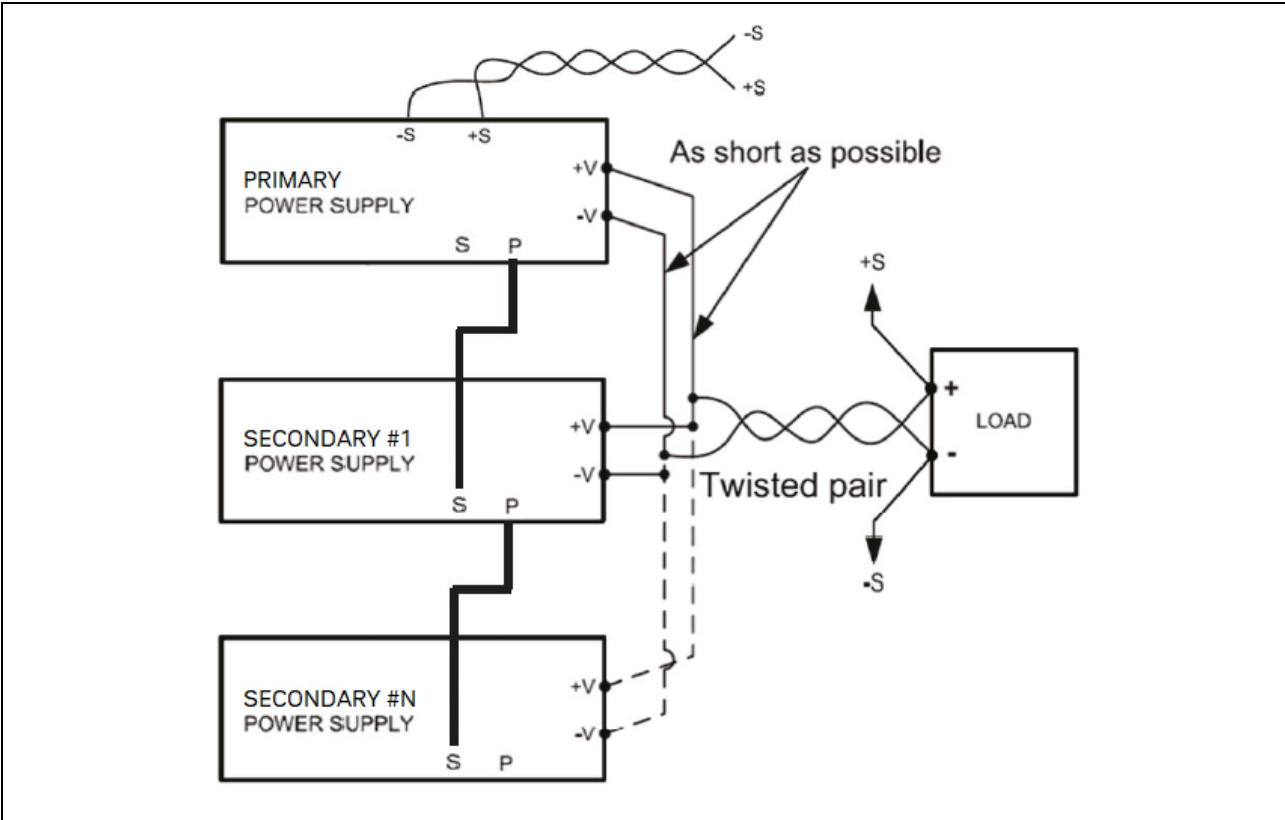 -S
+S
-S +S
As short as possible
PRIMARY
POWER SUPPLY
+V
-V
S P
+S
SECONDARY #1
POWER SUPPLY
+V
-V
S P
+
LOAD
-
Twisted pair
-S
SECONDARY #N
POWER SUPPLY
+V
-V
S P